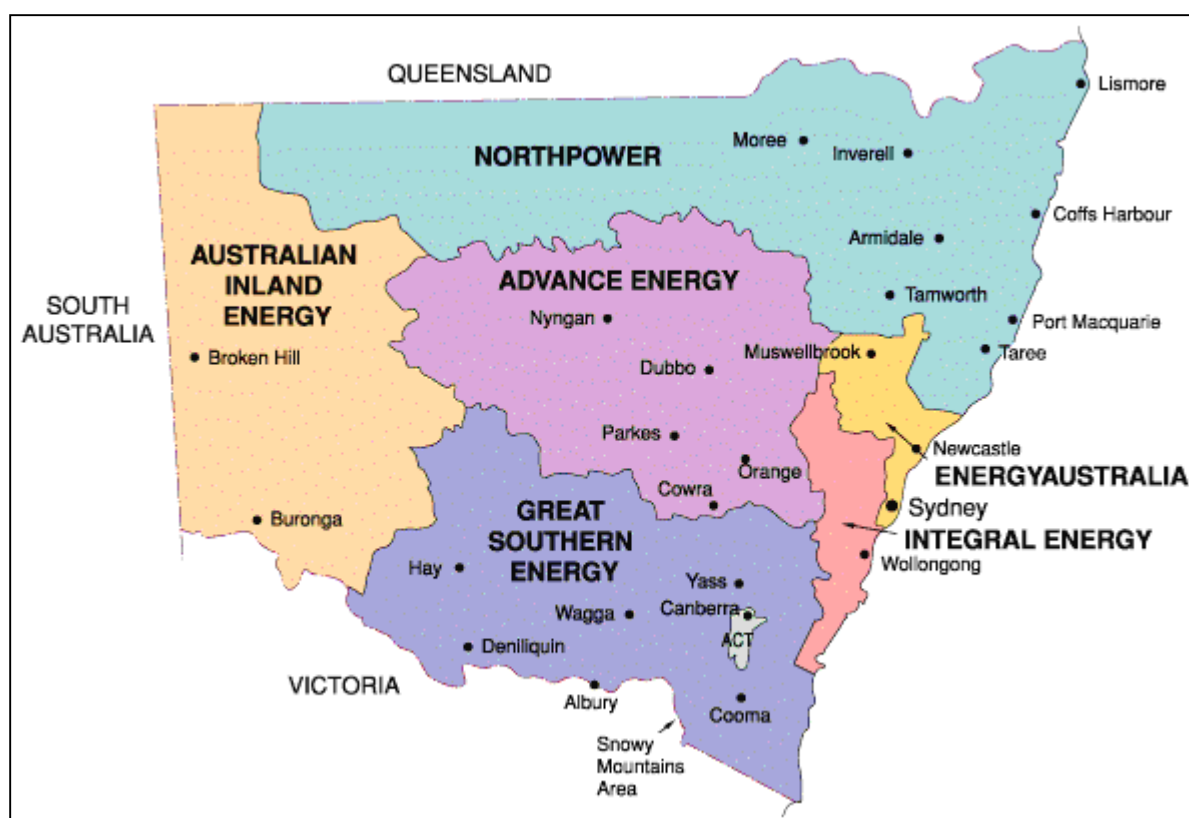 QUEENSLAND
Lismore
Moree
Inverell
NORTHPOWER
Coffs Harbour
Armidale
AUSTRALIAN
INLAND
ENERGY
ADVANCE ENERGY
SOUTH
AUSTRALIA
Tamworth
Nyngan
Port Macquarie
Broken Hill
Muswellbrook
Taree
Dubbo
Parkes
Newcastle
Orange
ENERGYAUSTRALIA
Cowra
Sydney
Buronga
GREAT
SOUTHERN
ENERGY
INTEGRAL ENERGY
Wollongong
Hay
Yass
Wagga
Canberra
ACT
Deniliquin
VICTORIA
Albury
Cooma
Snowy
Mountains
Area